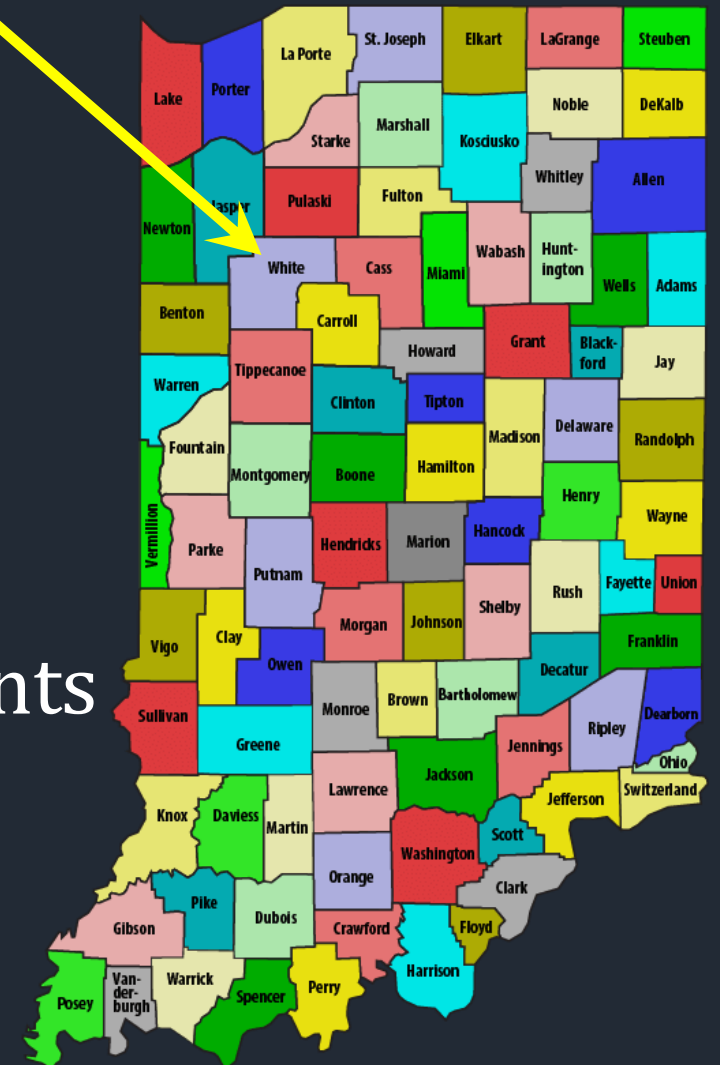 St. Joseph
Elkart
LaGrange
Steuben
La Porte
Lake
Porter
Noble
DeKalb
Starke
Marshall
Kosciusko
Whitley
Allen
Jasper
Pulaski
Fulton
Newton
Wabash
Hunt-
ington
White
Cass
Miami
Wells
Adams
Benton
Carroll
Grant
Black-
ford
Jay
Howard
Tippecanoe
Warren
Clinton
Tipton
Madison
Delaware
Randolph
Fountain
Montgomery
Boone
Hamilton
Henry
Wayne
Vermillion
Parke
Hendricks
Marion
Hancock
Putnam
Shelby
Rush
Fayette
Union
Vigo
Clay
Morgan
Johnson
Franklin
Owen
Decatur
nts
Sullivan
Monroe
Brown
Bartholomew
Ripley
Dearborn
Greene
Jennings
Ohio
Jackson
Lawrence
Jefferson
Switzerland
Knox
Daviess
Martin
Scott
Washington
Orange
Clark
Pike
Dubois
Gibson
Crawford
Floyd
Harrison
Posey
Van-
der-
burgh
Warrick
Spencer
Perry